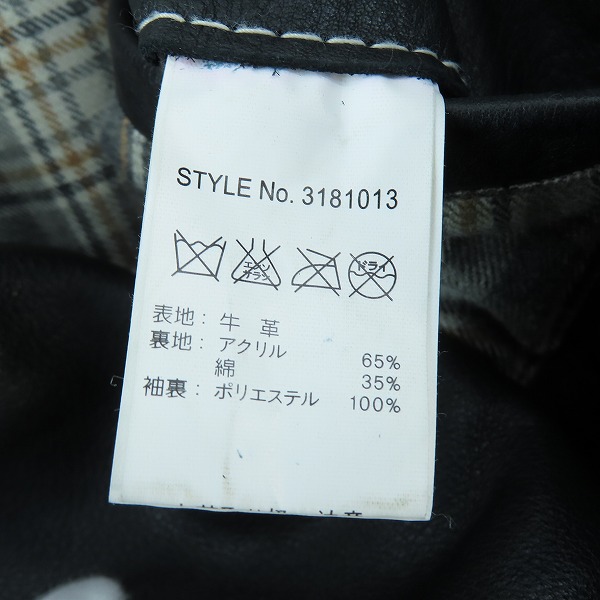 STYLE No. 3181013
エンソ サラシ ドライ
表地: 牛 革
裏地: アクリル 65%
綿 35%
袖裏: ポリエステル 100%